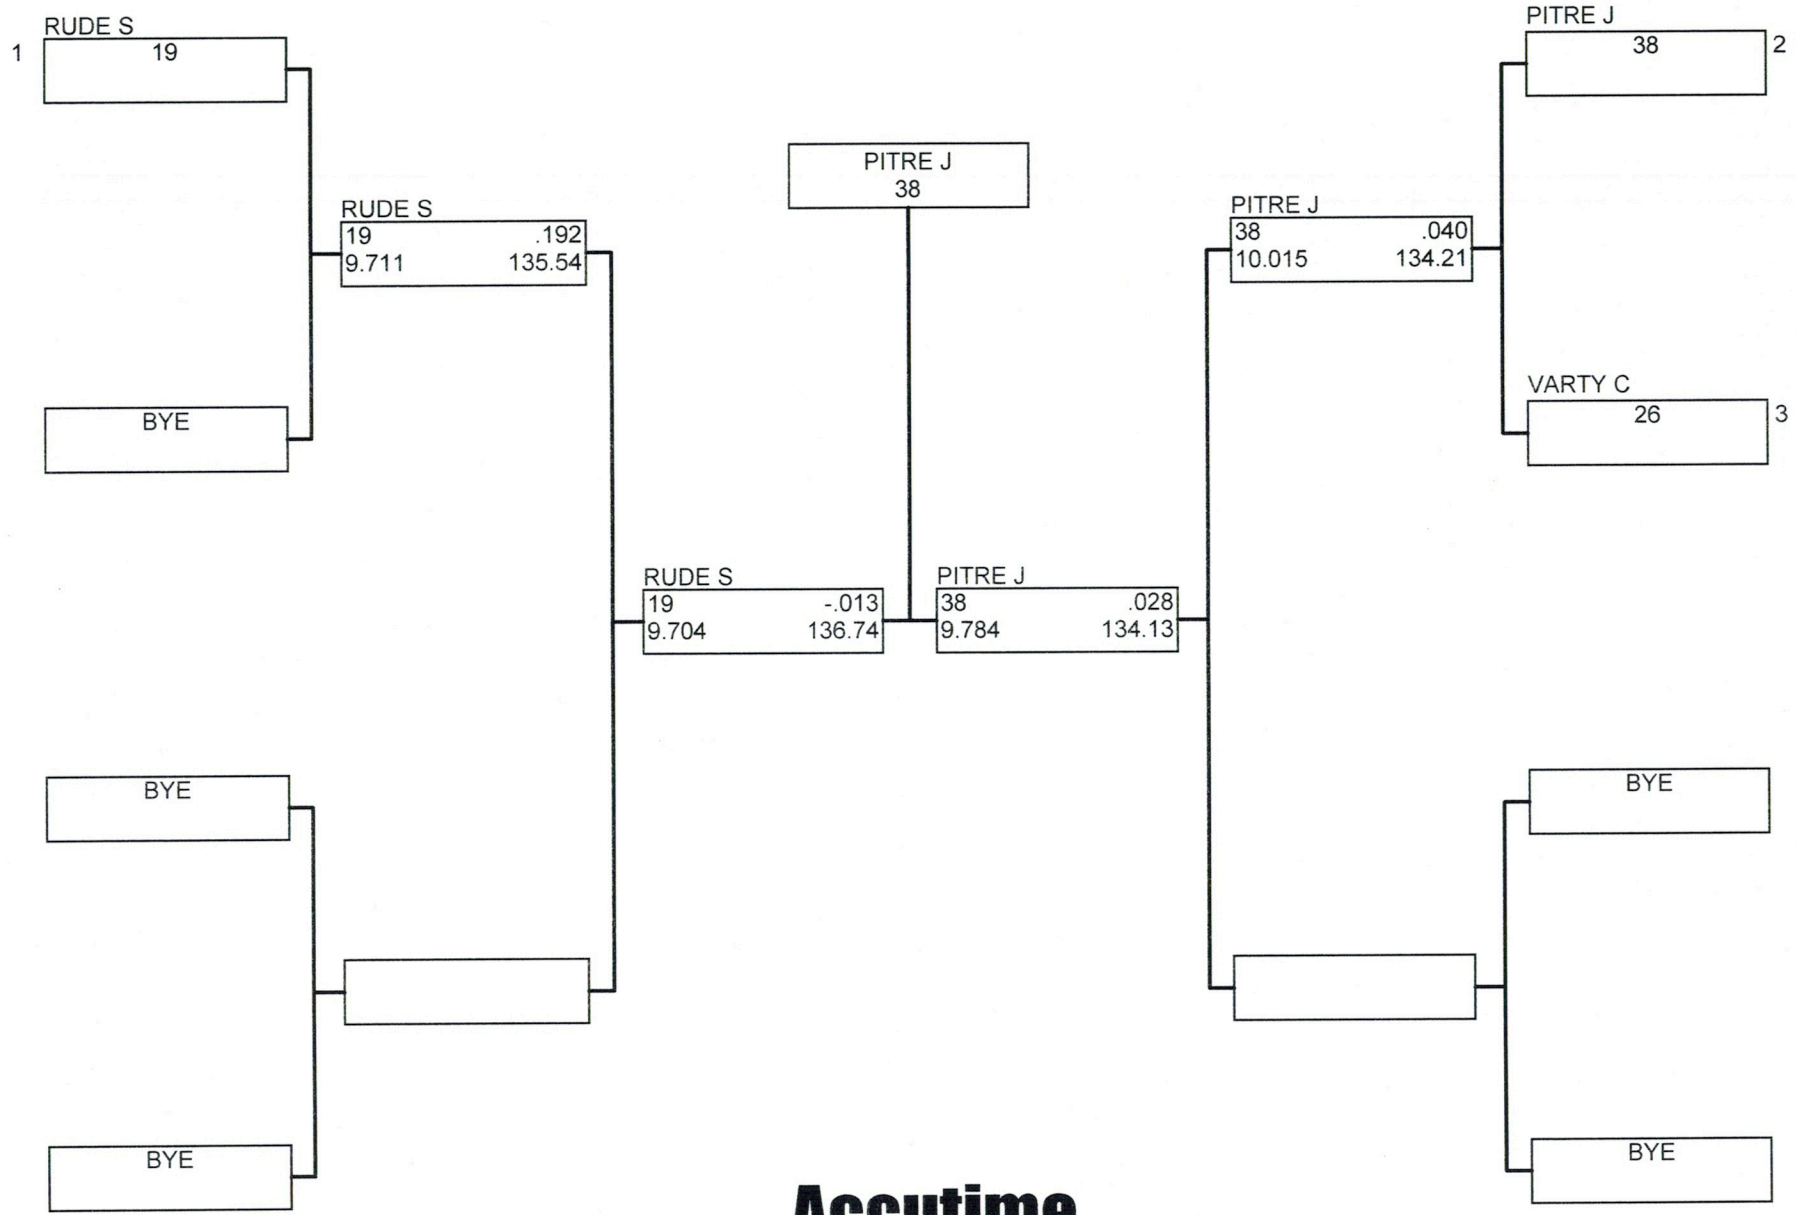 RUDE S
1
19
BYE
RUDE S
19 .192
9.711 135.54
BYE
BYE
PITRE J
38
RUDE S
19 -.013
9.704 136.74
PITRE J
38 .028
9.784 134.13
PITRE J
38 .040
10.015 134.21
PITRE J
38
2
VARTY C
26
3
BYE
BYE
Accutime